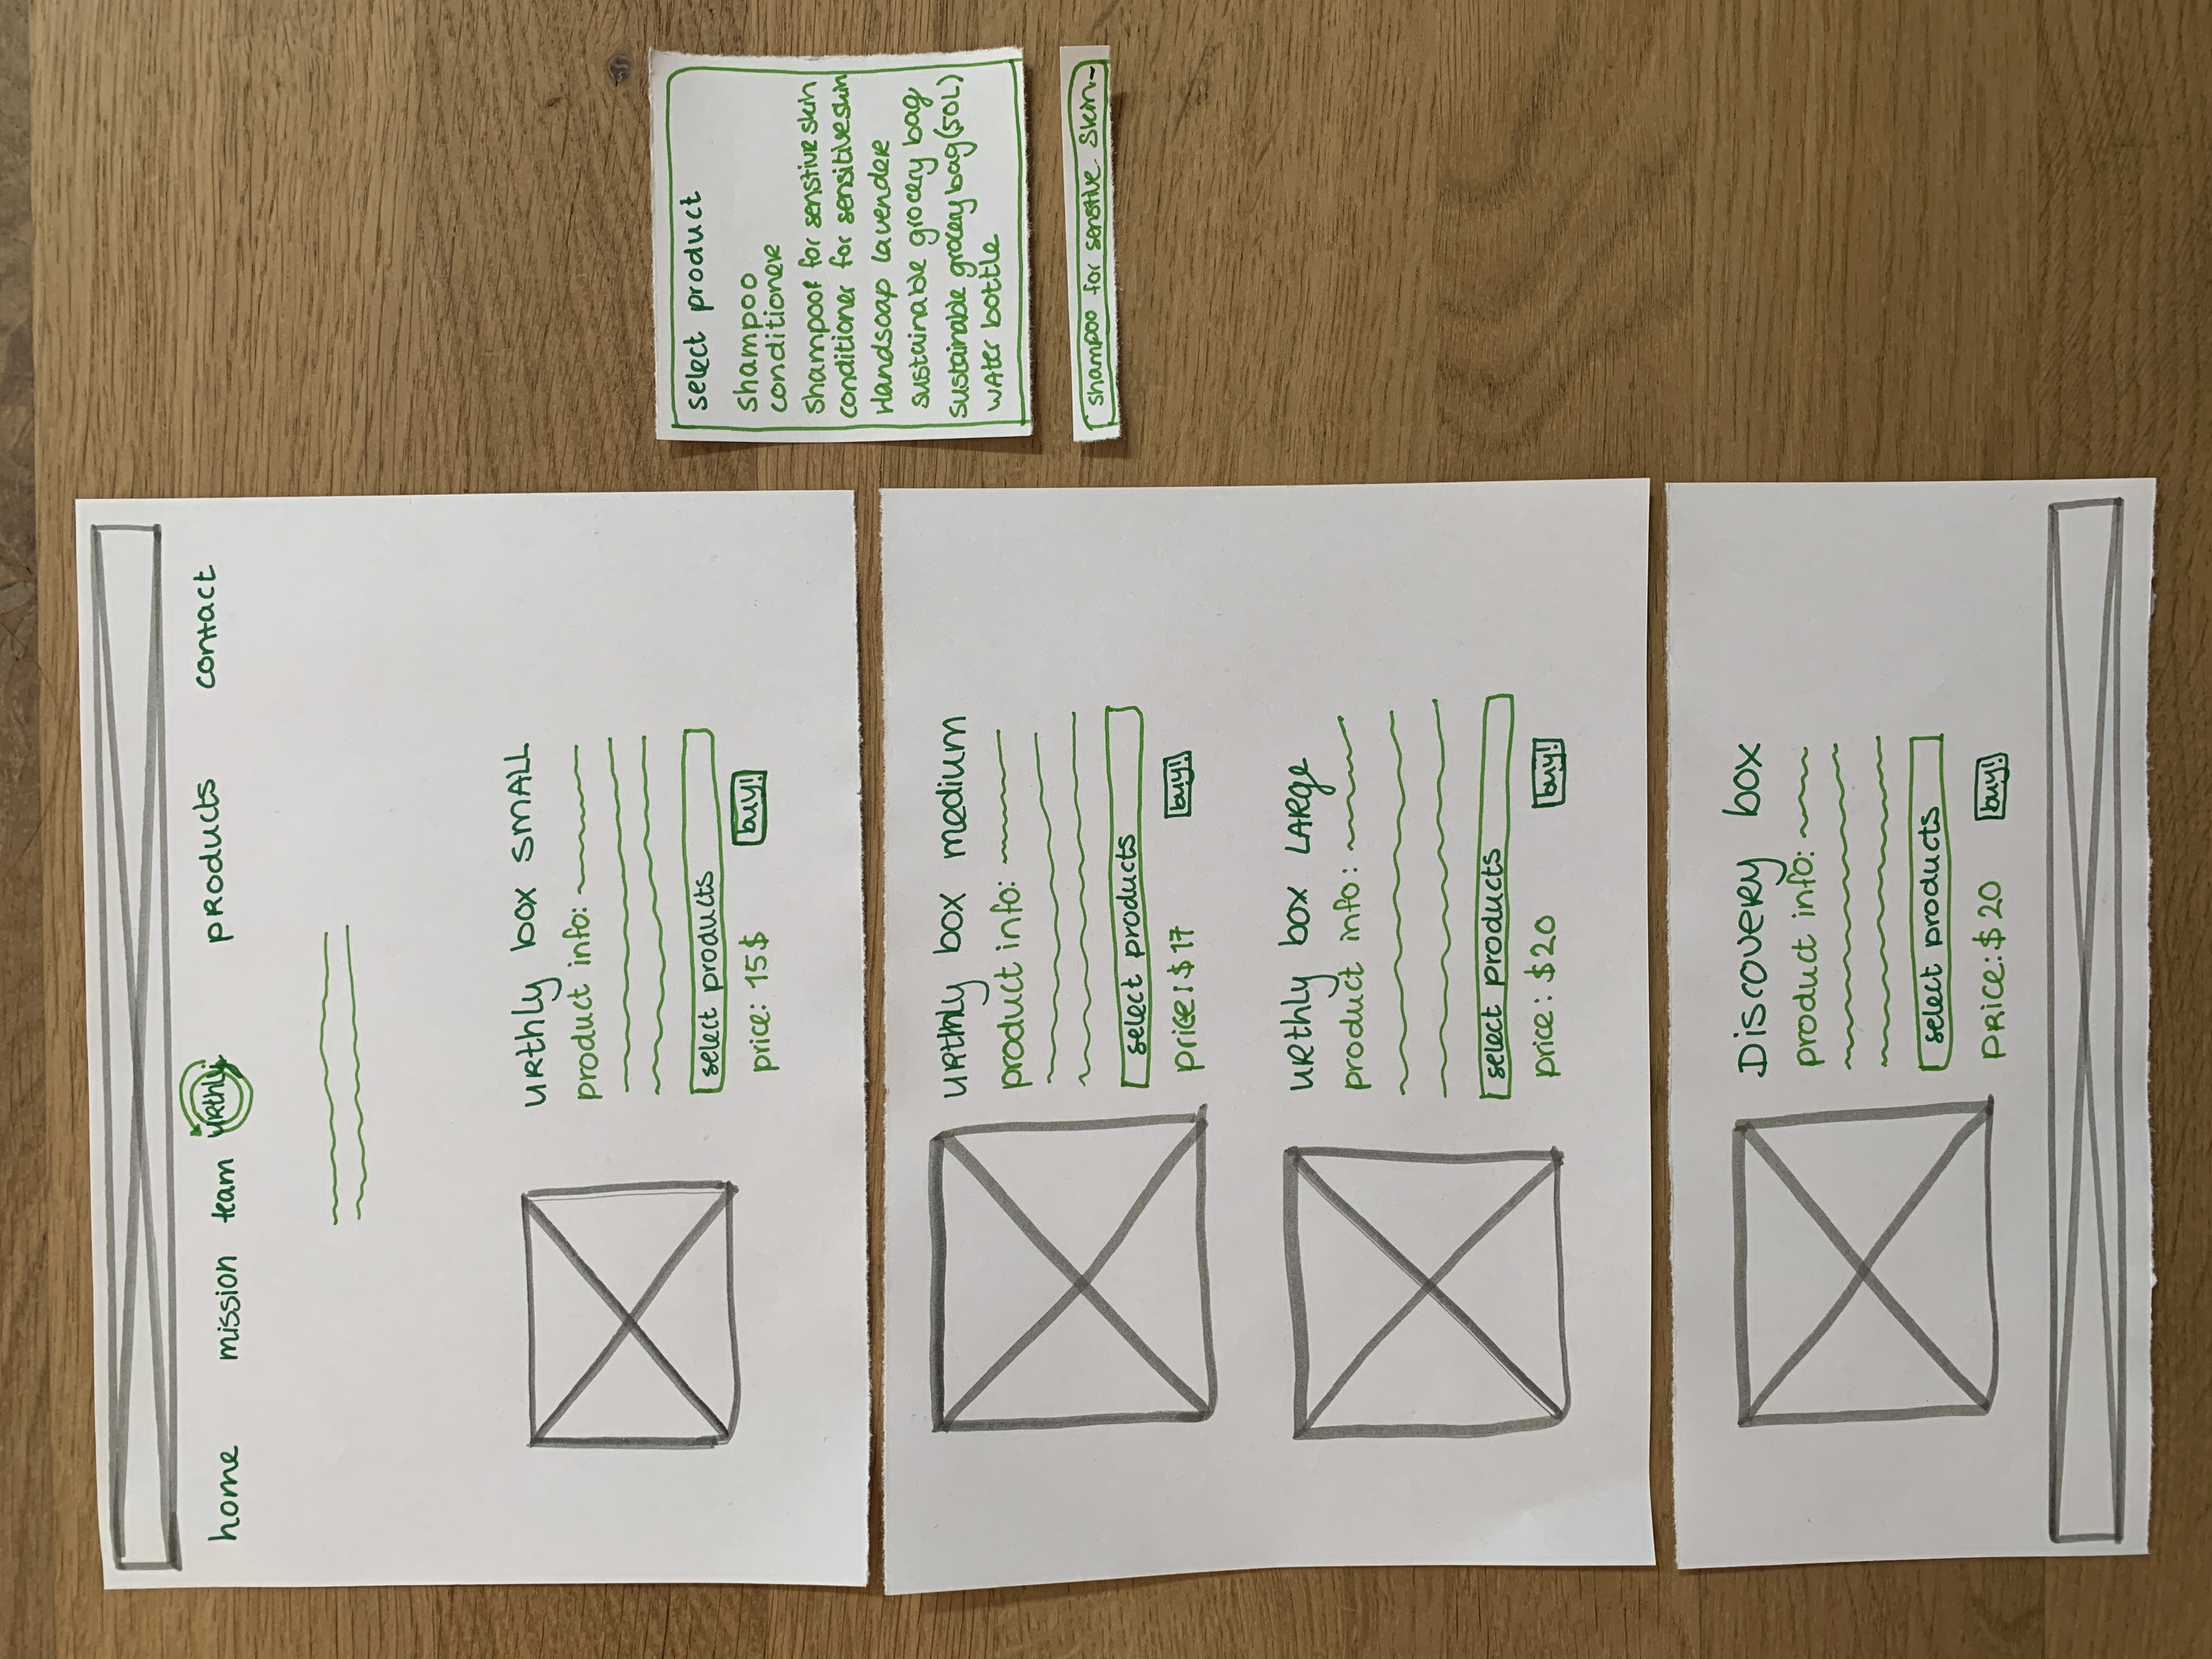 home mission team URthly products contact
URthly box SMALL
product info:
select products
price: 15$ buy!
URthly box medium
product info:
select products
price: $17 buy!
URthly box LARge
product info:
select products
price: $20 buy!
DiscoveRy box
product info:
select products
PRice: $20 buy!
select product
shampoo
conditioneR
shampoo for senstive skin
conditioner for sensitive skin
Handsoap lavendeR
sustainable grocery bag
sustainable grocery bag (50L)
wAter bottle
shampoo for senstive skin